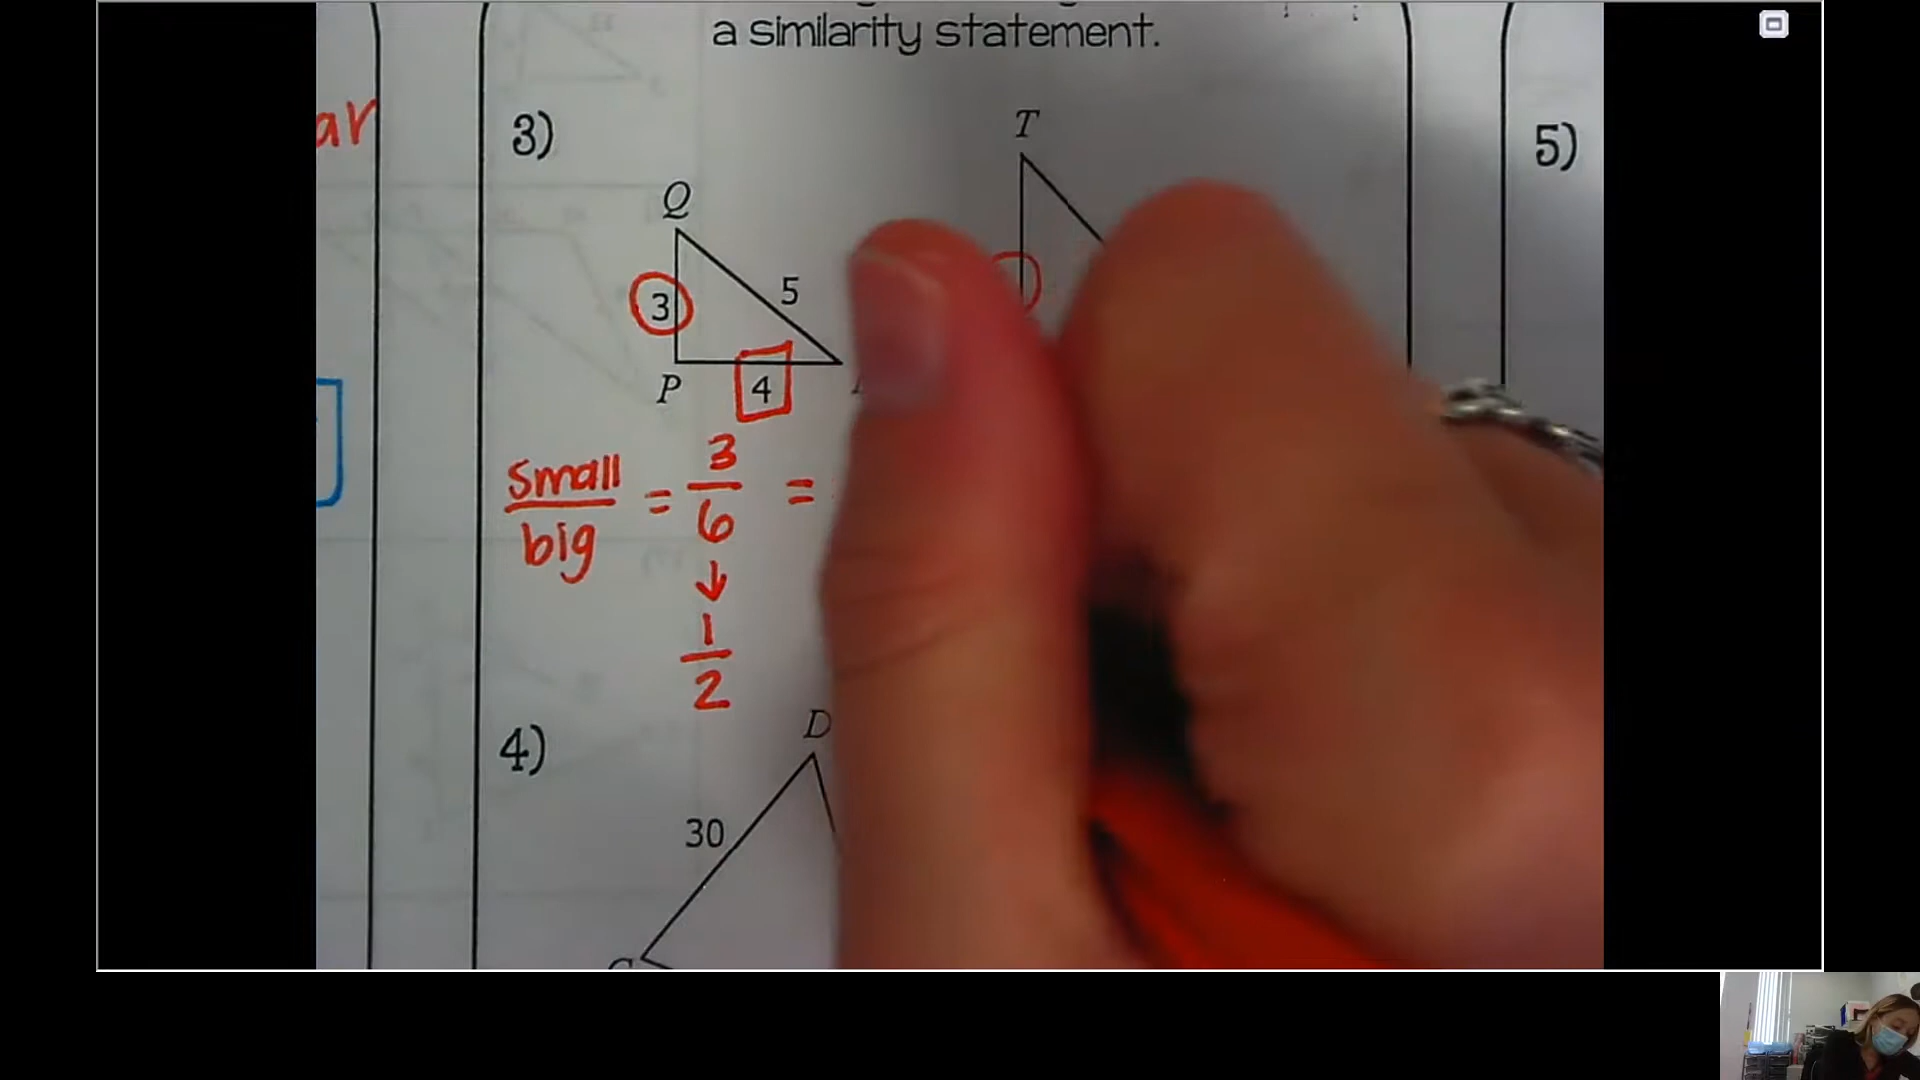 a similarity statement.
ar
3)
T
5)
Q
3
5
P
4
small
big
=
3
6
=
↓
1
2
4)
D
30